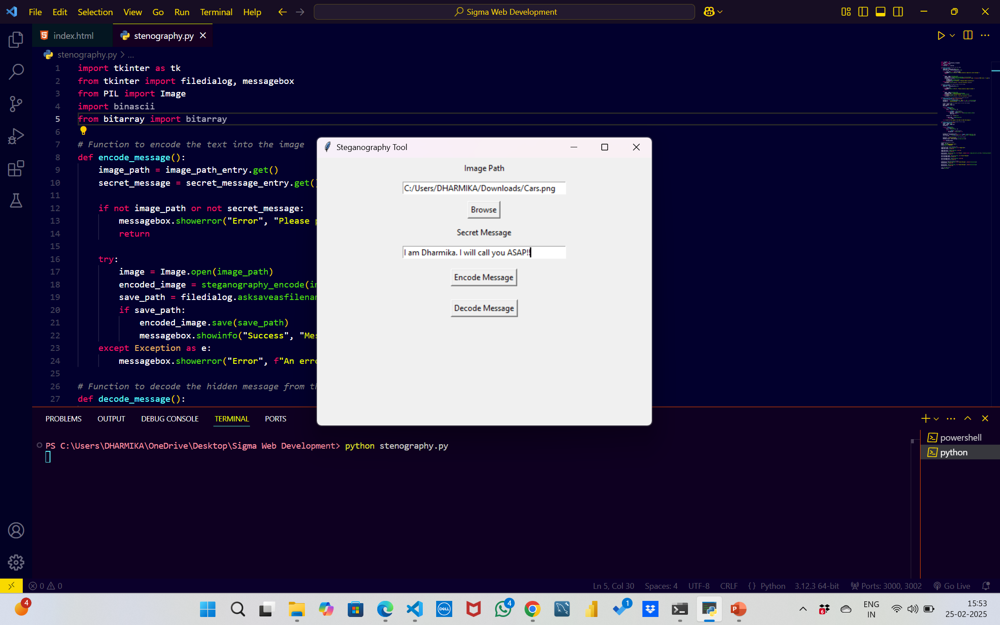 File Edit Selection View Go Run Terminal Help
Sigma Web Development
index.html
stenography.py
stenography.py > ...
1 import tkinter as tk
2 from tkinter import filedialog, messagebox
3 from PIL import Image
4 import binascii
5 from bitarray import bitarray
6
7 # Function to encode the text into the image
8 def encode_message():
9 image_path = image_path_entry.get()
10 secret_message = secret_message_entry.get(
11
12 if not image_path or not secret_message:
13 messagebox.showerror("Error", "Please
14 return
15
16 try:
17 image = Image.open(image_path)
18 encoded_image = steganography_encode(
19 save_path = filedialog.
20 if save_path:
21 encoded_image.save(save_path)
22 messagebox.showinfo("Success", "
23 except Exception as e:
24 messagebox.showerror("Error", f"An
25
26 # Function to decode the hidden message from
27 def decode_message():
Steganography Tool
Image Path
C:/Users/DHARMIKA/Downloads/Cars.png
Browse
Secret Message
I am Dharmika. I will call you ASAP!!
Encode Message
Decode Message
PROBLEMS OUTPUT DEBUG CONSOLE TERMINAL PORTS
PS C:\Users\DHARMIKA\OneDrive\Desktop\Sigma Web Development> python stenography.py
powershell
python
0 0
Ln 5, Col 30 Spaces: 4 UTF-8 CRLF {} Python 3.12.3 64-bit Ports: 3000, 3002 Go Live
4
DELL
4
1
P
6
ENG
IN
15:53
25-02-2025